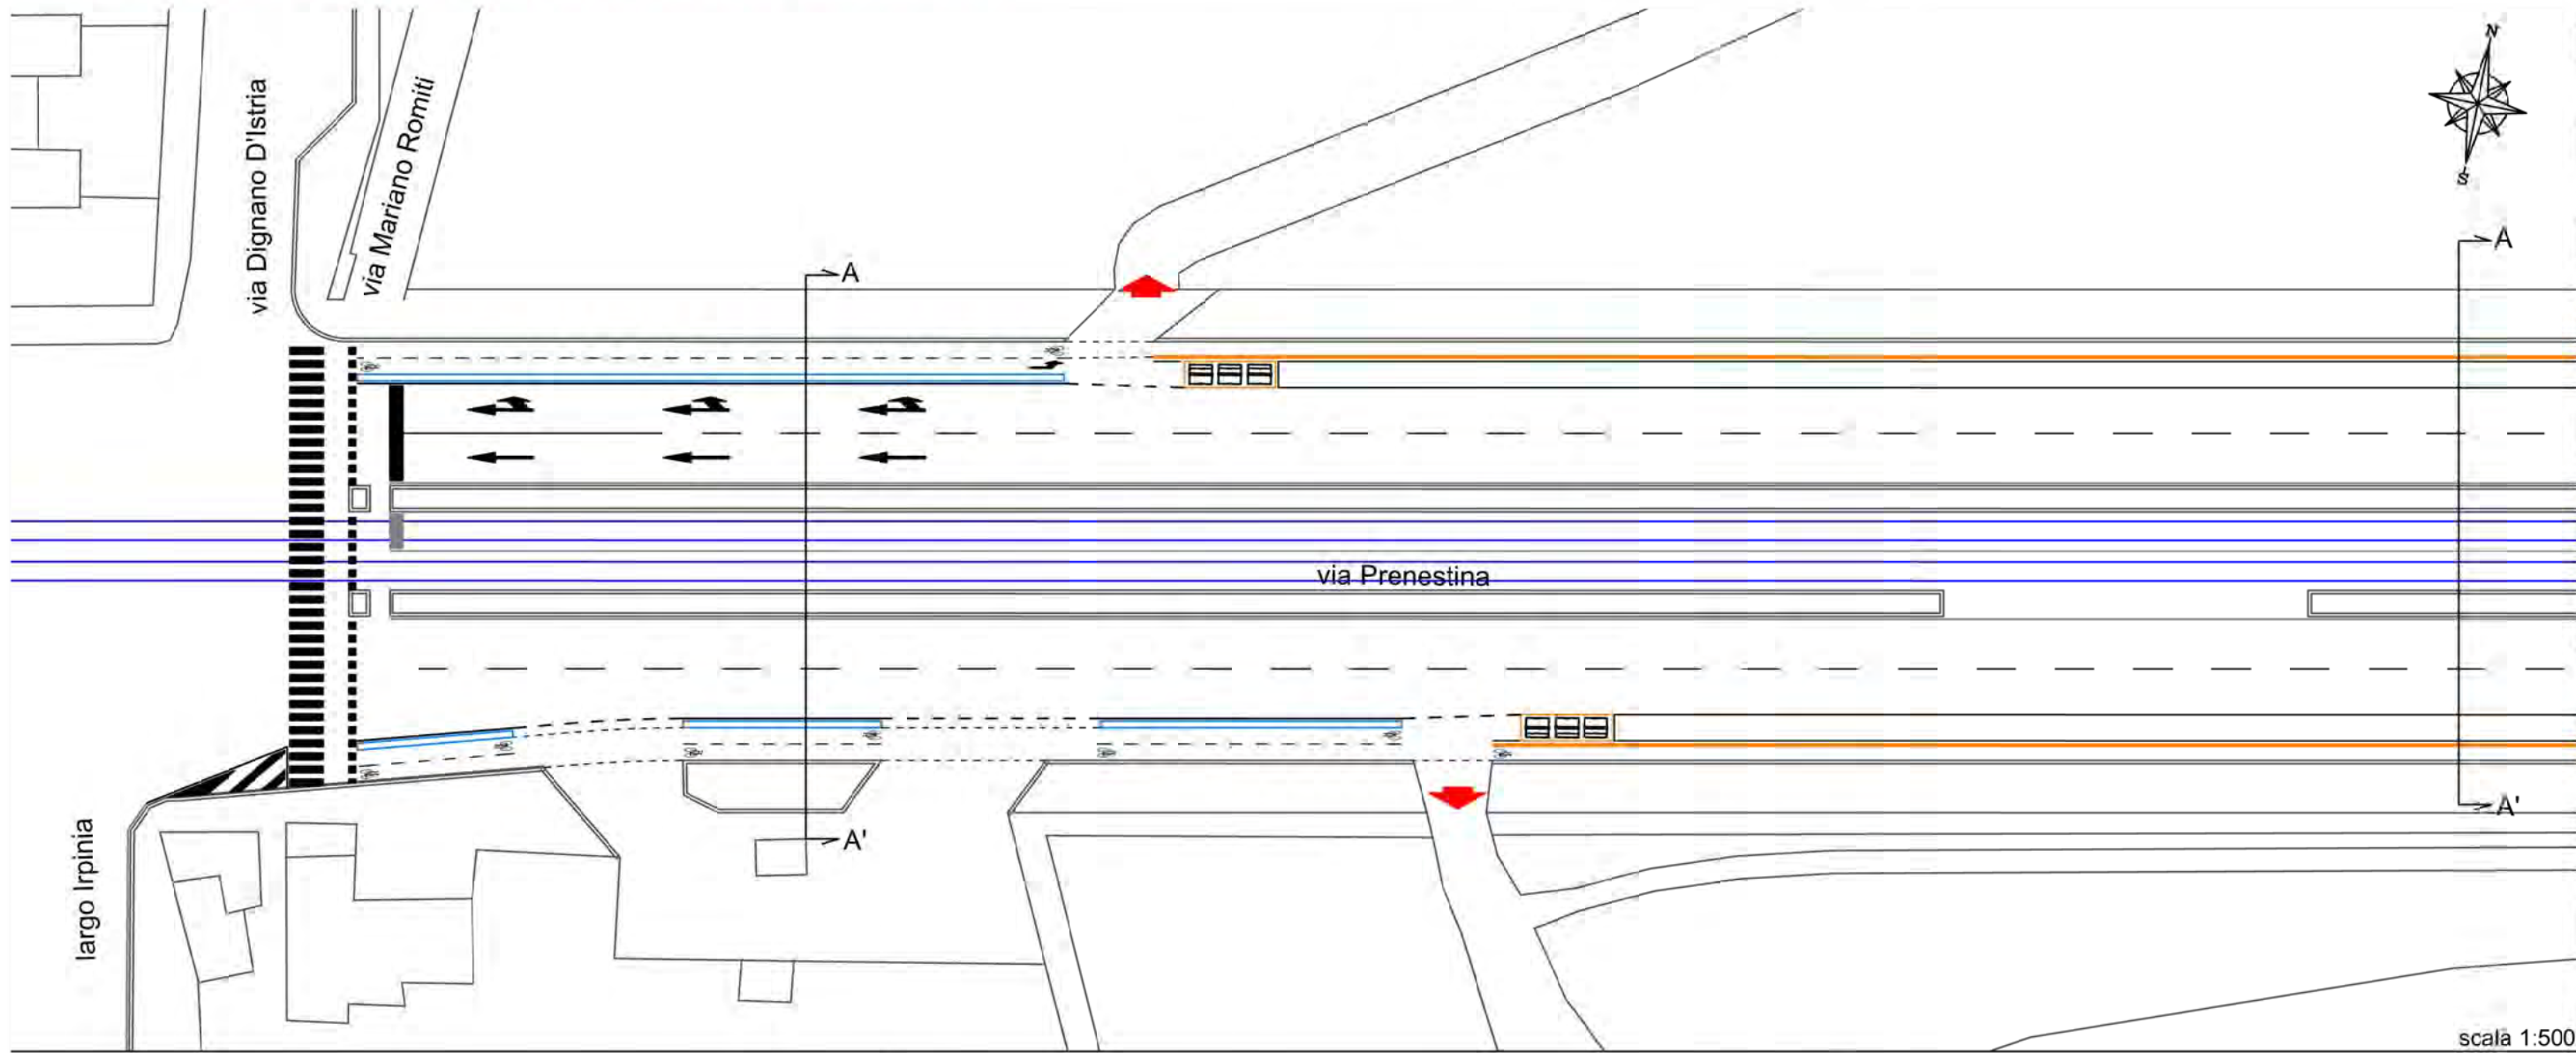 N
S
via Dignano D'Istria
via Mariano Romiti
A
A
via Prenestina
A'
A'
largo Irpinia
scala 1:500